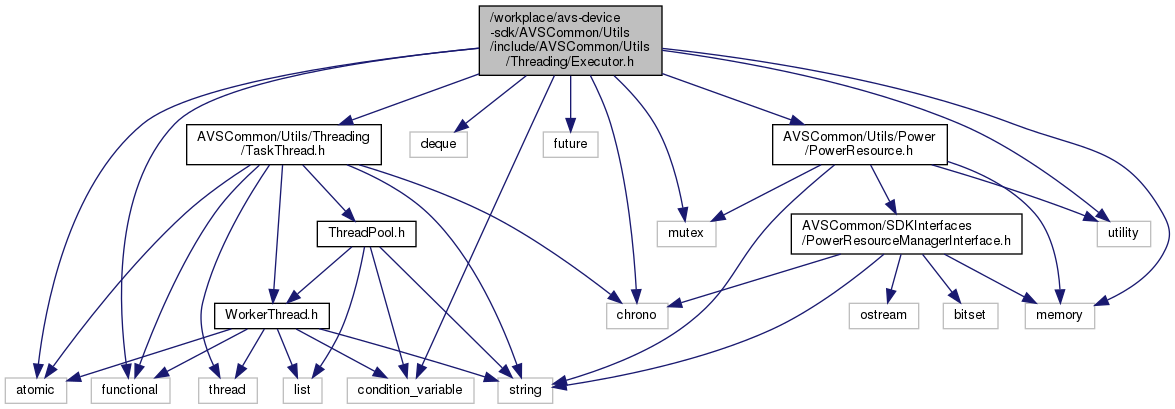 /workplace/avs-device
-sdk/AVSCommon/Utils
/include/AVSCommon/Utils
/Threading/Executor.h
AVSCommon/Utils/Threading
/TaskThread.h
deque
future
AVSCommon/Utils/Power
/PowerResource.h
ThreadPool.h
mutex
AVSCommon/SDKInterfaces
/PowerResourceManagerInterface.h
utility
WorkerThread.h
chrono
ostream
bitset
memory
atomic
functional
thread
list
condition_variable
string